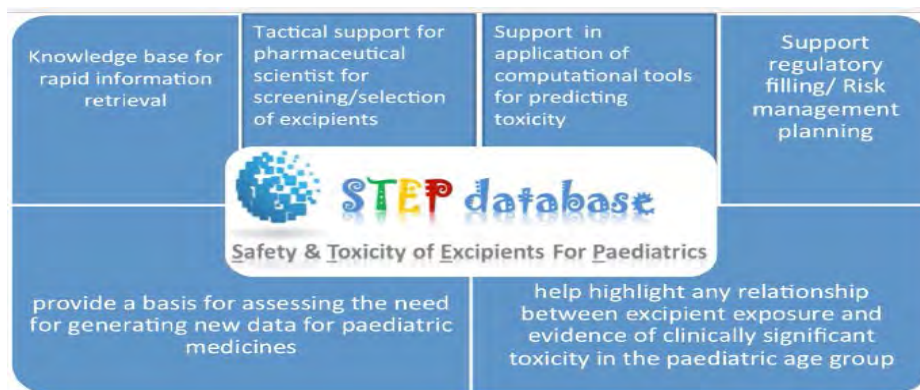 Knowledge base for
rapid information
retrieval
Tactical support for
pharmaceutical
scientist for
screening/selection
of excipients
Support in
application of
computational tools
for predicting
toxicity
Support
regulatory
filling/ Risk
management
planning
STEP database
Safety & Toxicity of Excipients For Paediatrics
provide a basis for assessing the need
for generating new data for paediatric
medicines
help highlight any relationship
between excipient exposure and
evidence of clinically significant
toxicity in the paediatric age group